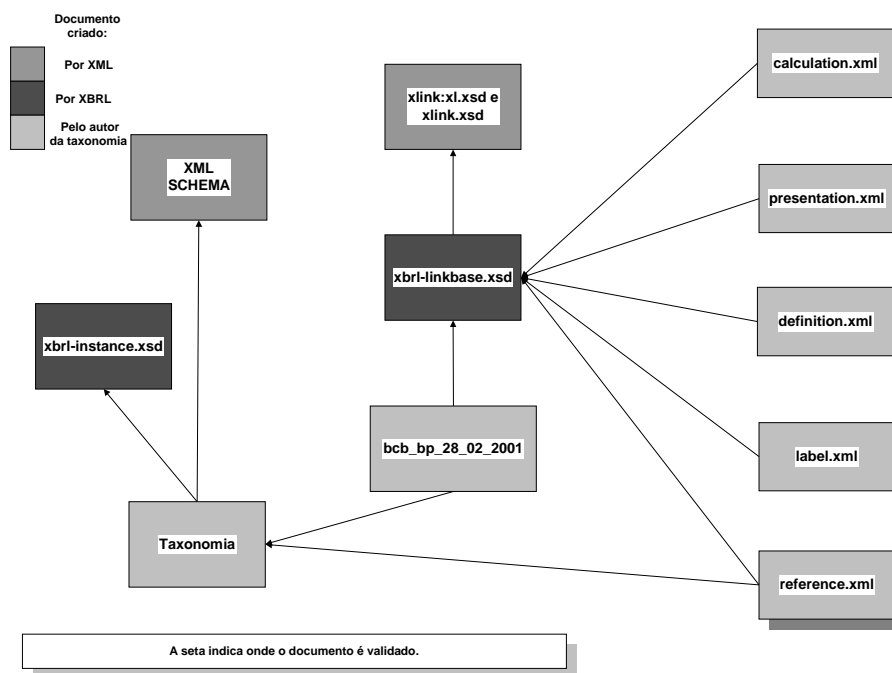 Documento
criado:
Por XML
Por XBRL
Pelo autor
da taxonomia
XML
SCHEMA
xlink:xl.xsd e
xlink.xsd
calculation.xml
presentation.xml
xbrl-linkbase.xsd
definition.xml
xbrl-instance.xsd
bcb_bp_28_02_2001
label.xml
Taxonomia
reference.xml
A seta indica onde o documento é validado.